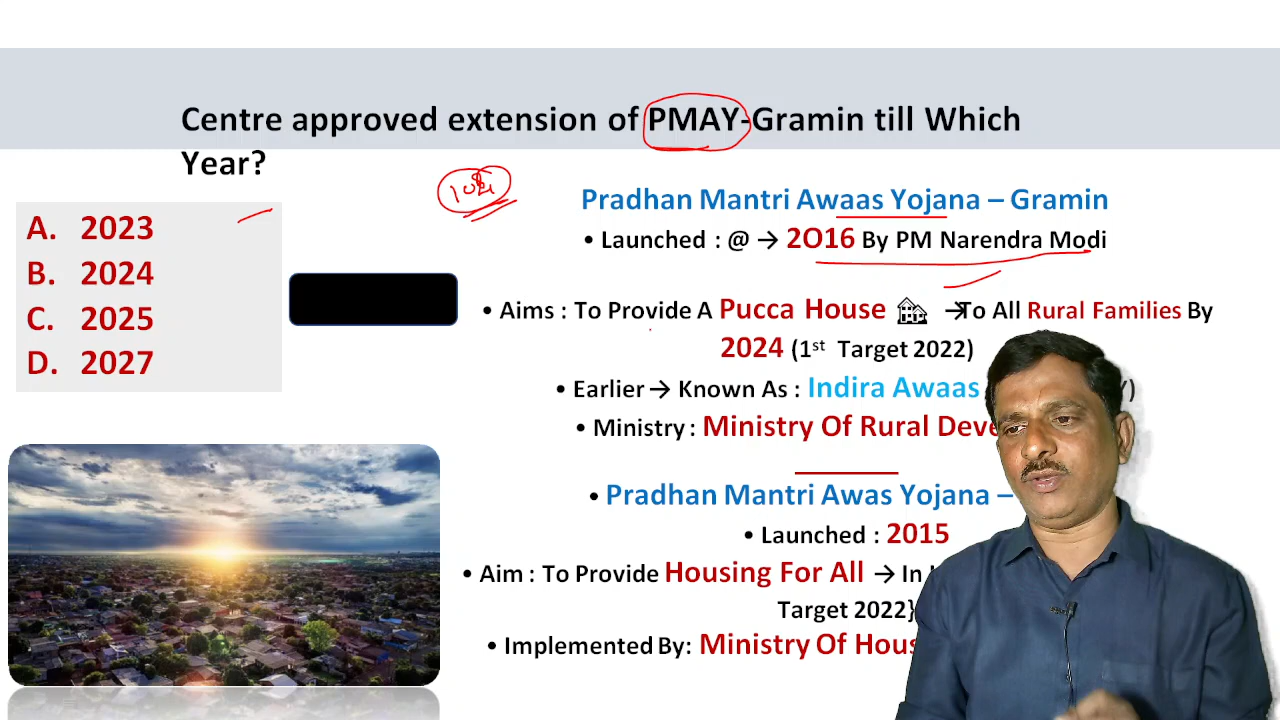 Centre approved extension of PMAY-Gramin till Which
Year?
A. 2023
B. 2024
C. 2025
D. 2027
Pradhan Mantri Awaas Yojana – Gramin
• Launched : @ → 2O16 By PM Narendra Modi
• Aims : To Provide A Pucca House → To All Rural Families By
2024 (1st Target 2022)
• Earlier → Known As : Indira Awaas
• Ministry : Ministry Of Rural
• Pradhan Mantri Awas Yojana –
• Launched : 2015
• Aim : To Provide Housing For All → In
Target 2022}
• Implemented By: Ministry Of